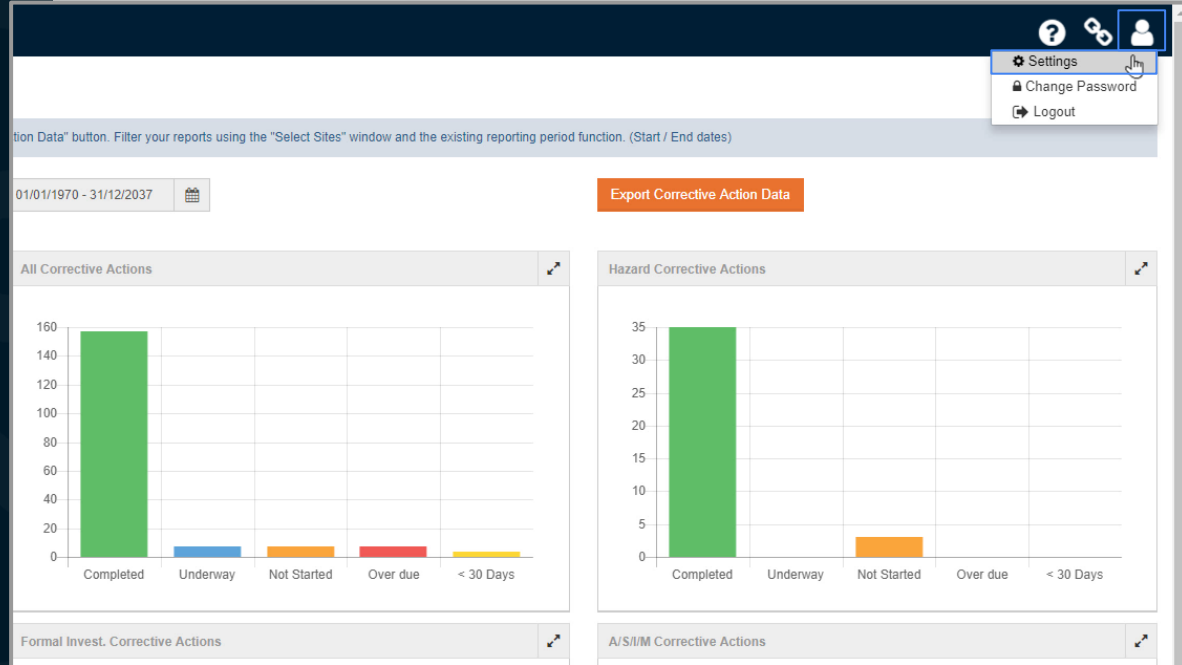 ?
Settings
Change Password
Logout
tion Data" button. Filter your reports using the "Select Sites" window and the existing reporting period function. (Start / End dates)
01/01/1970 - 31/12/2037
Export Corrective Action Data
All Corrective Actions
160
140
120
100
80
60
40
20
0
Completed Underway Not Started Over due < 30 Days
Hazard Corrective Actions
35
30
25
20
15
10
5
0
Completed Underway Not Started Over due < 30 Days
Formal Invest. Corrective Actions
A/S/I/M Corrective Actions